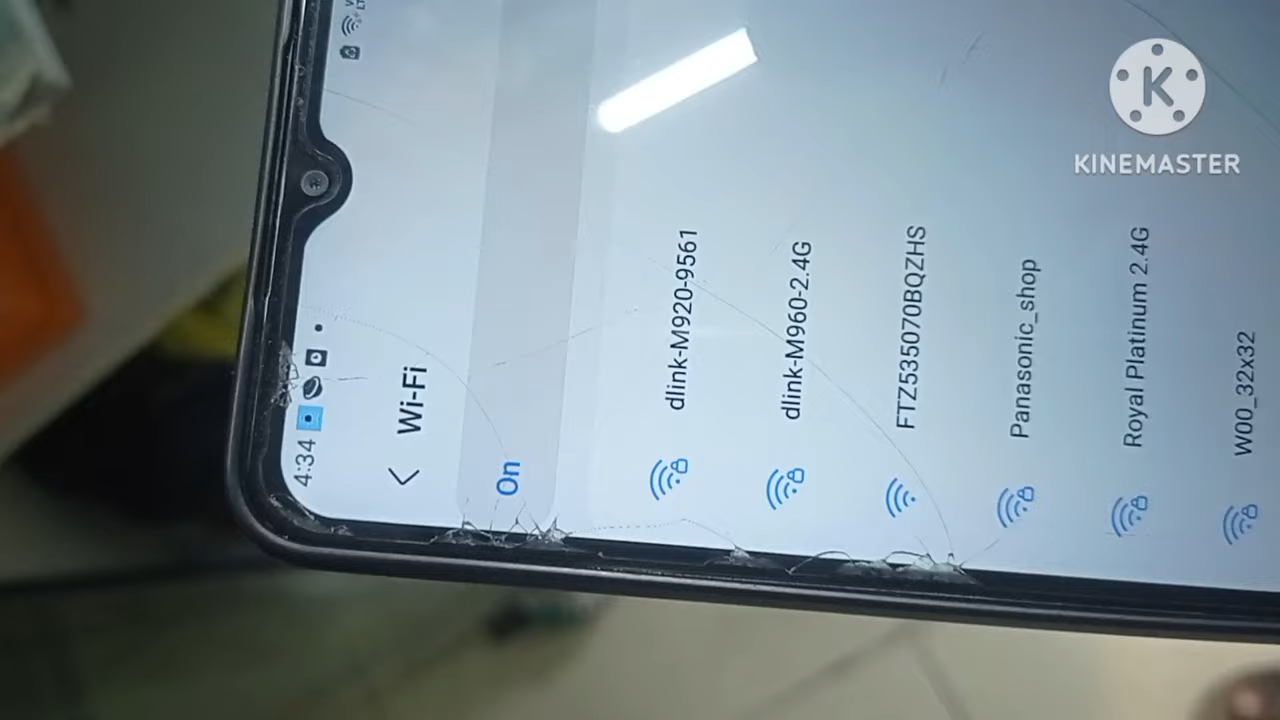 4:34
Wi-Fi
On
dlink-M920-9561
dlink-M960-2.4G
FTZ535070BQZHS
Panasonic_shop
Royal Platinum 2.4G
W00_32x32
K
KINEMASTER